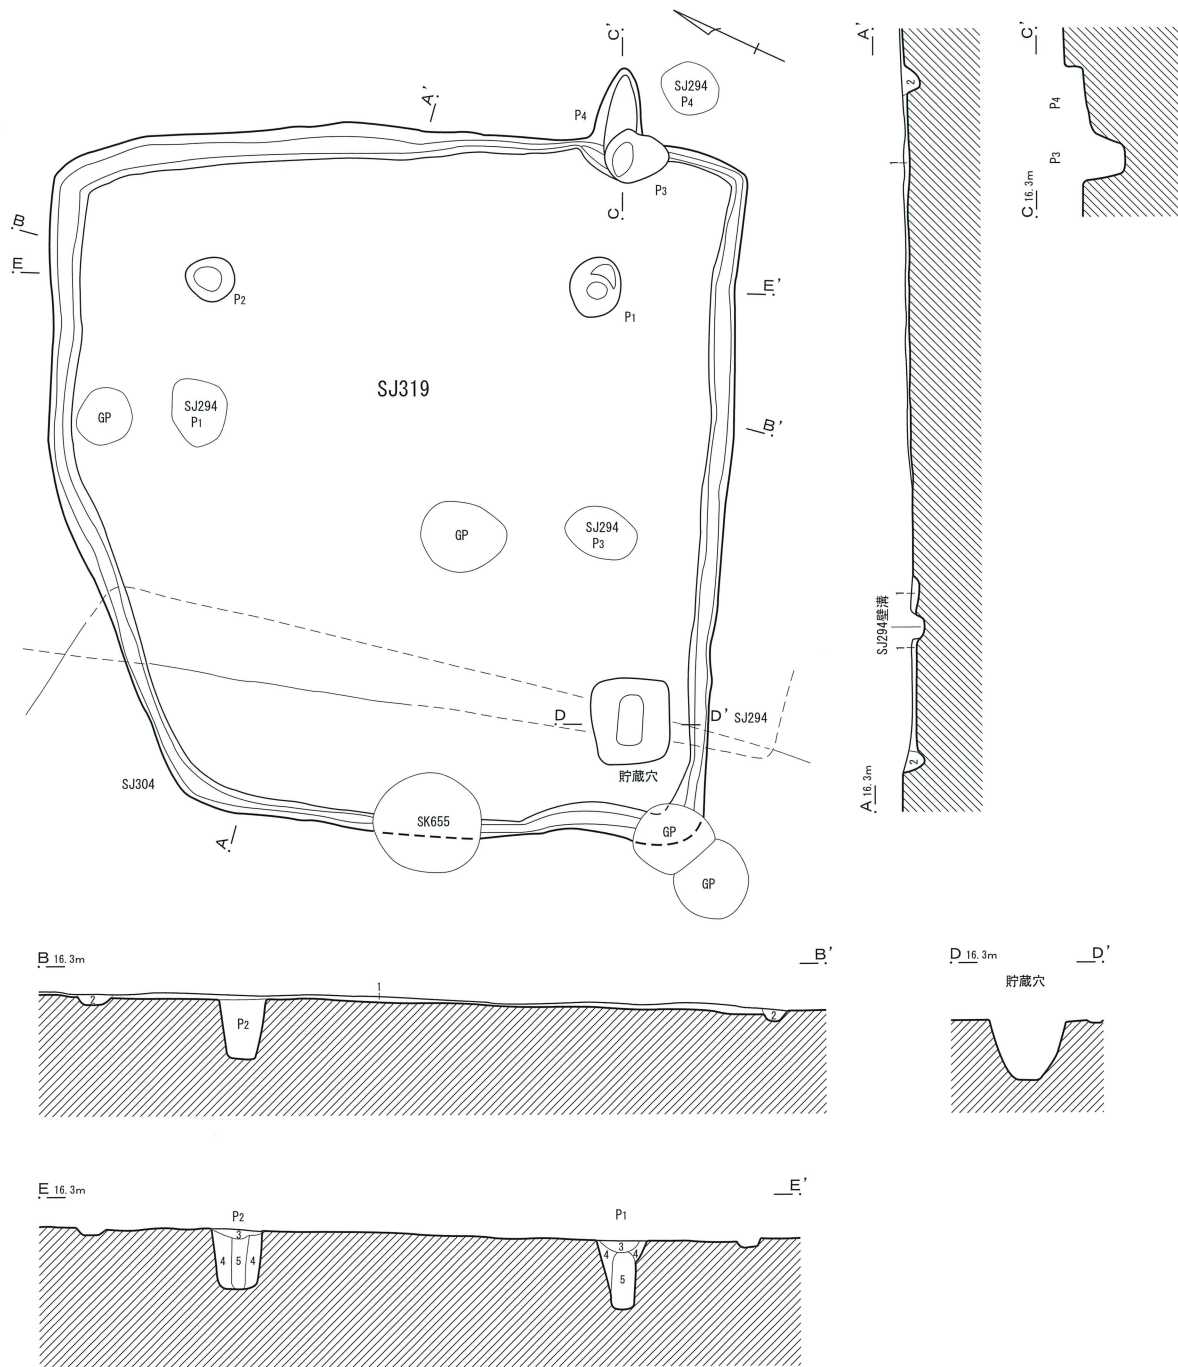 C'
SJ294
P4
A'
P4
P3
C
B
E
P2
P1
E'
SJ319
GP
SJ294
P1
B'
GP
SJ294
P3
D
D'
SJ294
貯蔵穴
SJ304
A
SK655
GP
GP
A'
2
1
1
SJ294壁溝
1
2
A 16.3m
C'
P4
P3
C 16.3m
B 16.3m
B'
2
P2
1
2
D 16.3m
D'
貯蔵穴
E 16.3m
E'
P2
3
4 5 4
P1
3
4 4
5